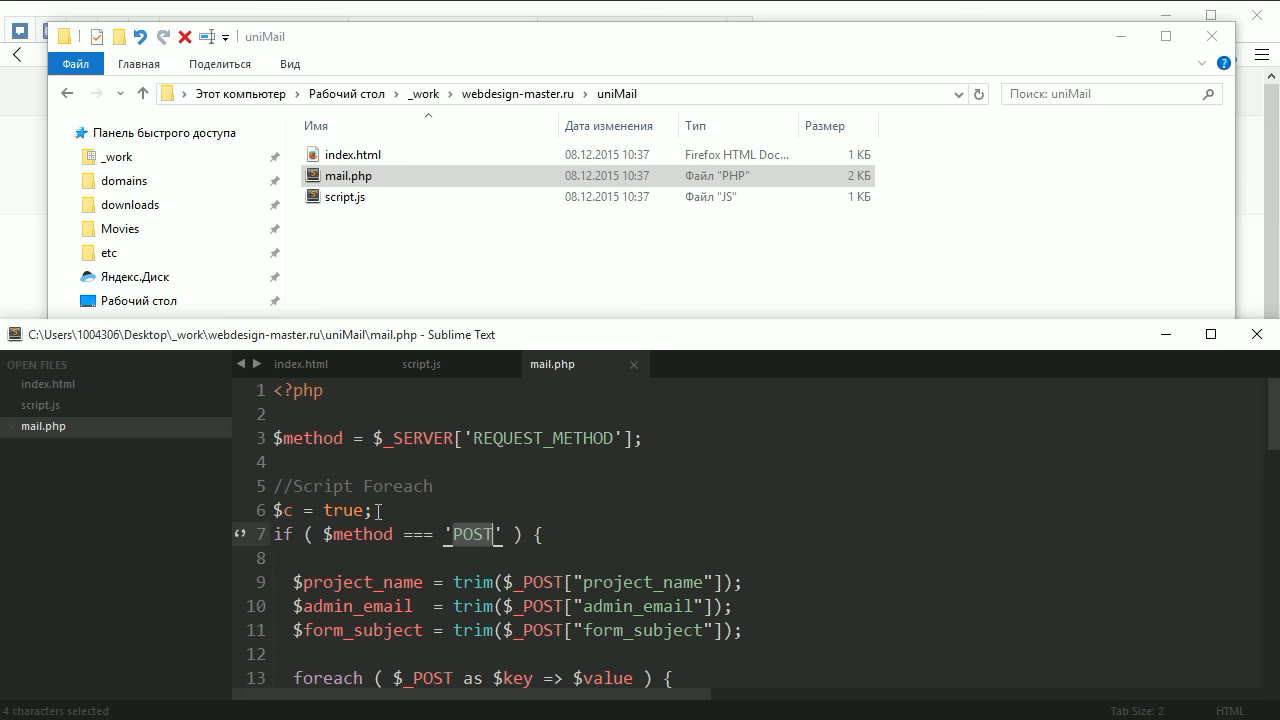 uniMail
Файл Главная Поделиться Вид
Этот компьютер Рабочий стол _work webdesign-master.ru uniMail Поиск: uniMail
Панель быстрого доступа
_work
domains
downloads
Movies
etc
Яндекс.Диск
Рабочий стол
Имя Дата изменения Тип Размер
index.html 08.12.2015 10:37 Firefox HTML Doc... 1 КБ
mail.php 08.12.2015 10:37 Файл "PHP" 2 КБ
script.js 08.12.2015 10:37 Файл "JS" 1 КБ
C:\Users\1004306\Desktop\_work\webdesign-master.ru\uniMail\mail.php - Sublime Text
OPEN FILES
index.html
script.js
mail.php
index.html script.js mail.php
1 <?php
2
3 $method = $_SERVER['REQUEST_METHOD'];
4
5 //Script Foreach
6 $c = true;
7 if ( $method === 'POST' ) {
8
9 $project_name = trim($_POST["project_name"]);
10 $admin_email  = trim($_POST["admin_email"]);
11 $form_subject = trim($_POST["form_subject"]);
12
13 foreach ( $_POST as $key => $value ) {
4 characters selected Tab Size: 2 HTML